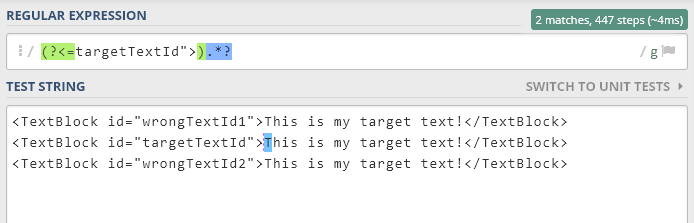 REGULAR EXPRESSION
2 matches, 447 steps (~4ms)
/ (?<=targetTextId">).*? / g
TEST STRING
SWITCH TO UNIT TESTS
<TextBlock id="wrongTextId1">This is my target text!</TextBlock>
<TextBlock id="targetTextId">This is my target text!</TextBlock>
<TextBlock id="wrongTextId2">This is my target text!</TextBlock>